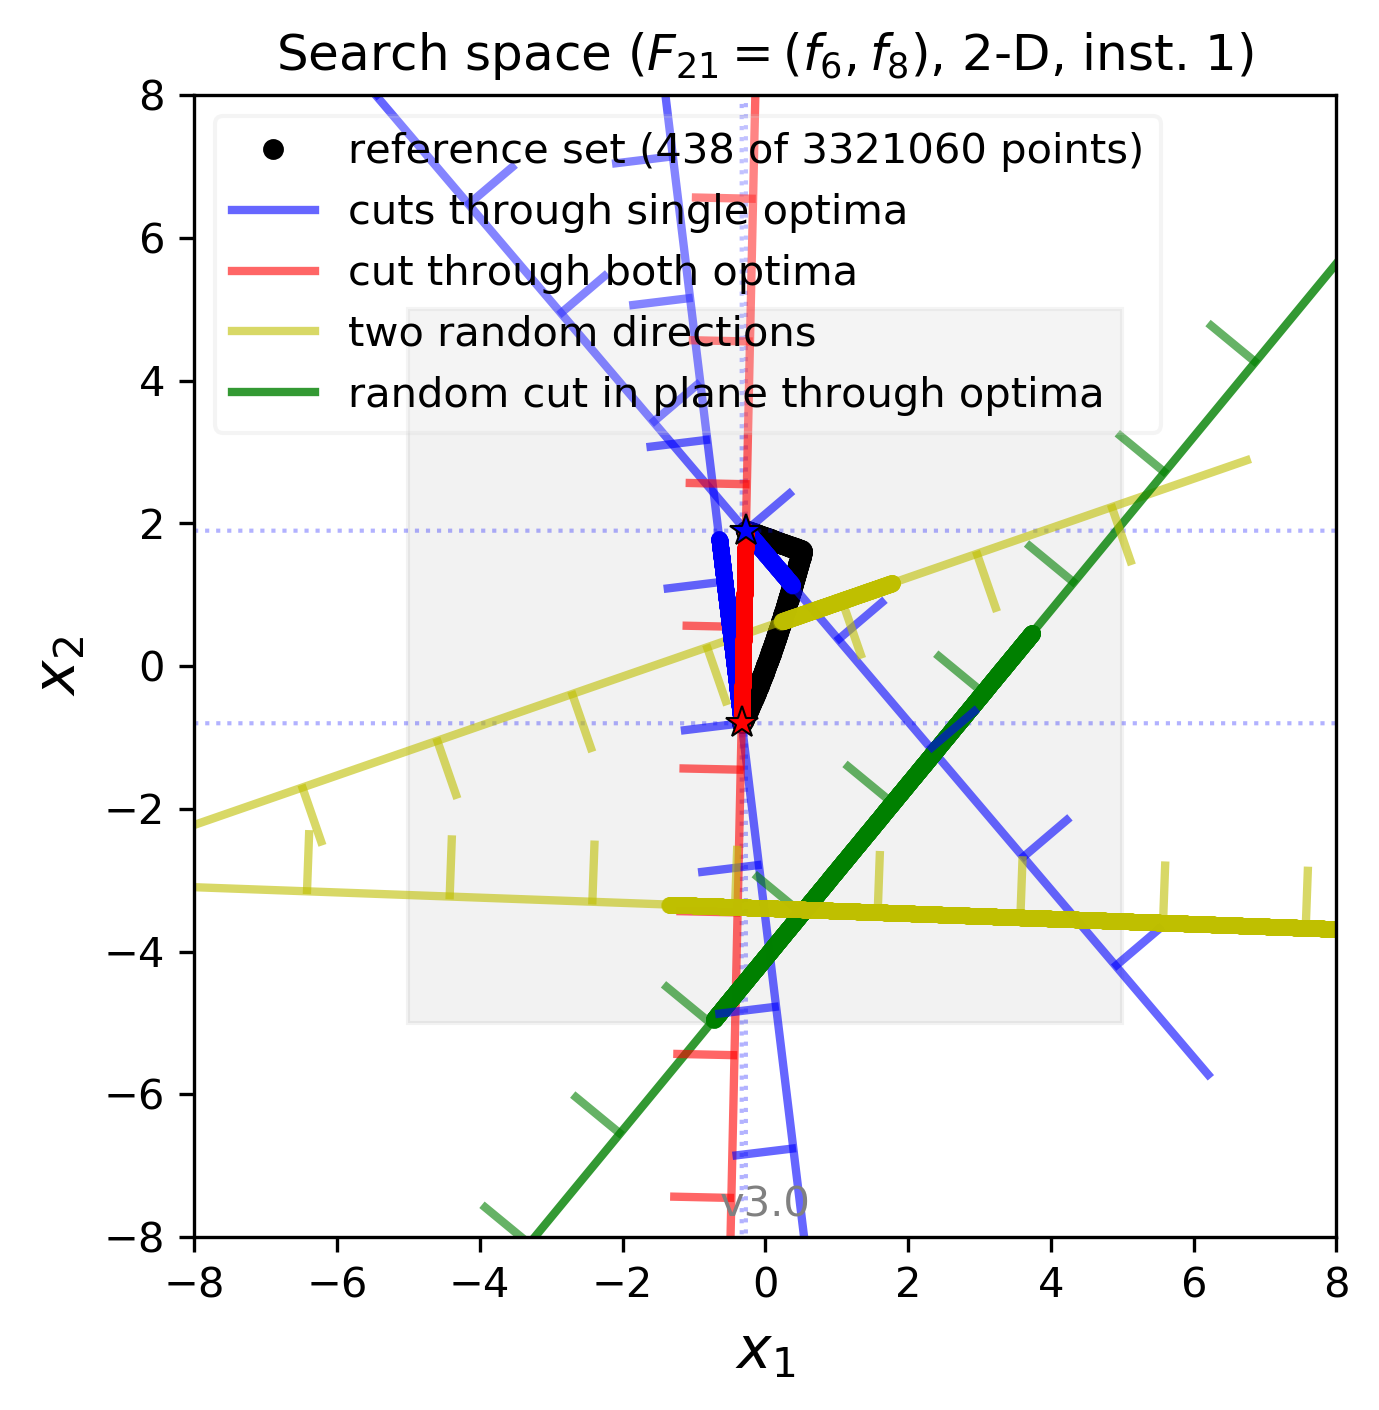 Search space (F21 = (f6, f8), 2-D, inst. 1)
reference set (438 of 3321060 points)
cuts through single optima
cut through both optima
two random directions
random cut in plane through optima
8
6
4
2
0
−2
−4
−6
−8
x2
v3.0
−8 −6 −4 −2 0 2 4 6 8
x1